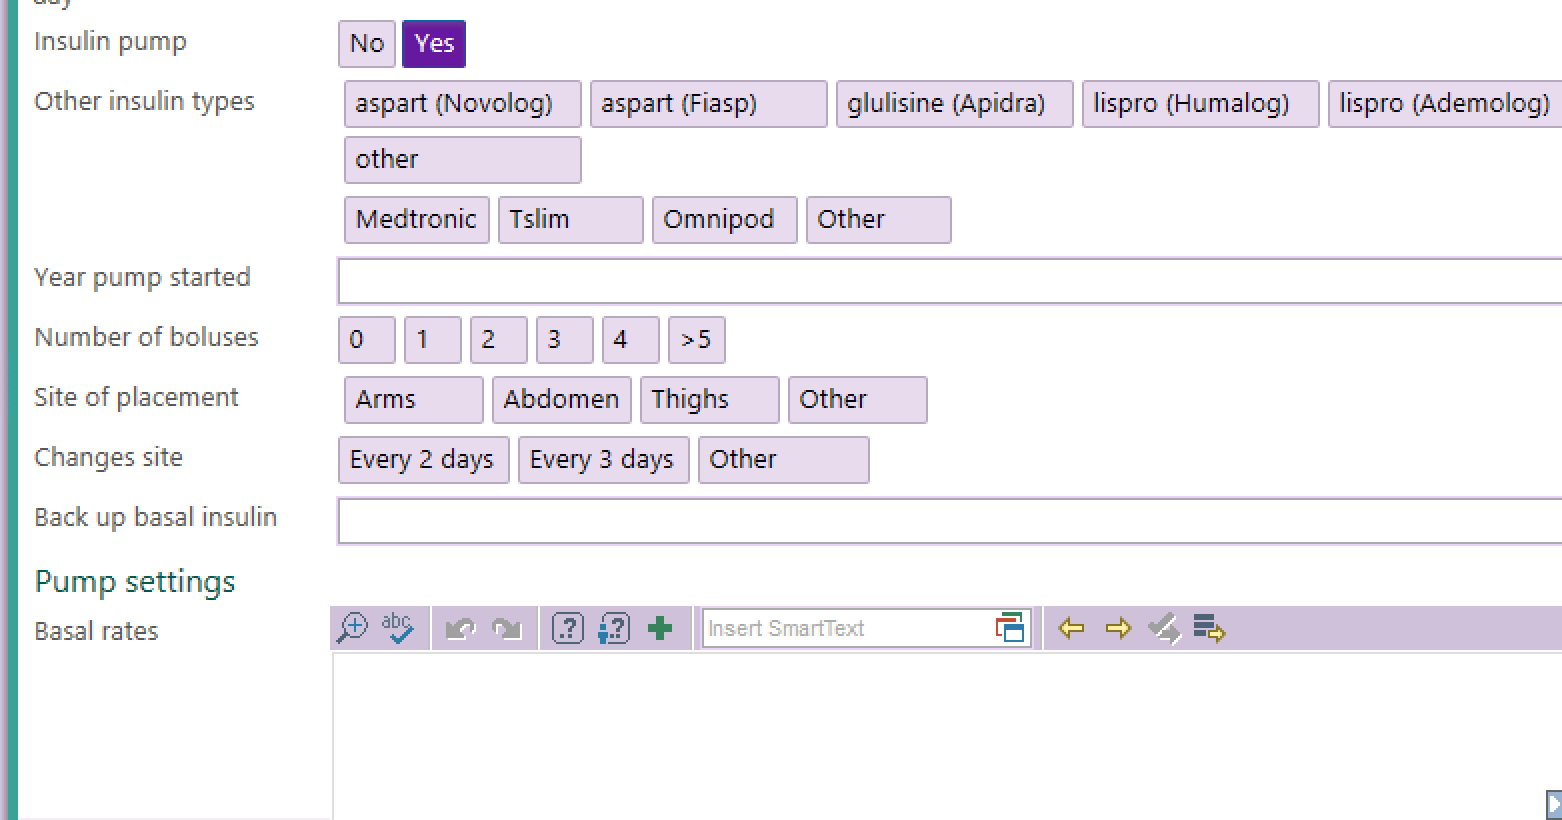 Insulin pump No Yes
Other insulin types aspart (Novolog) aspart (Fiasp) glulisine (Apidra) lispro (Humalog) lispro (Ademolog)
other
Medtronic Tslim Omnipod Other
Year pump started
Number of boluses 0 1 2 3 4 >5
Site of placement Arms Abdomen Thighs Other
Changes site Every 2 days Every 3 days Other
Back up basal insulin
Pump settings
Basal rates abc Insert SmartText